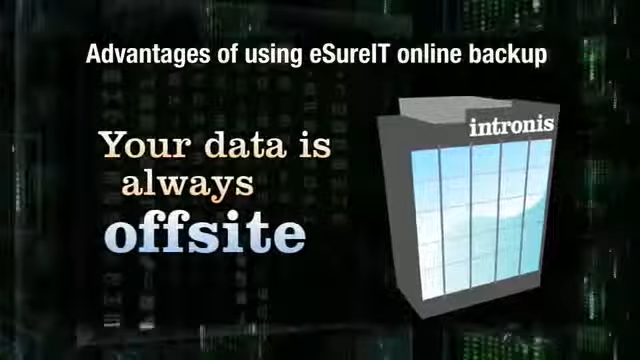 Advantages of using eSureIT online backup
intronis
Your data is
always
offsite